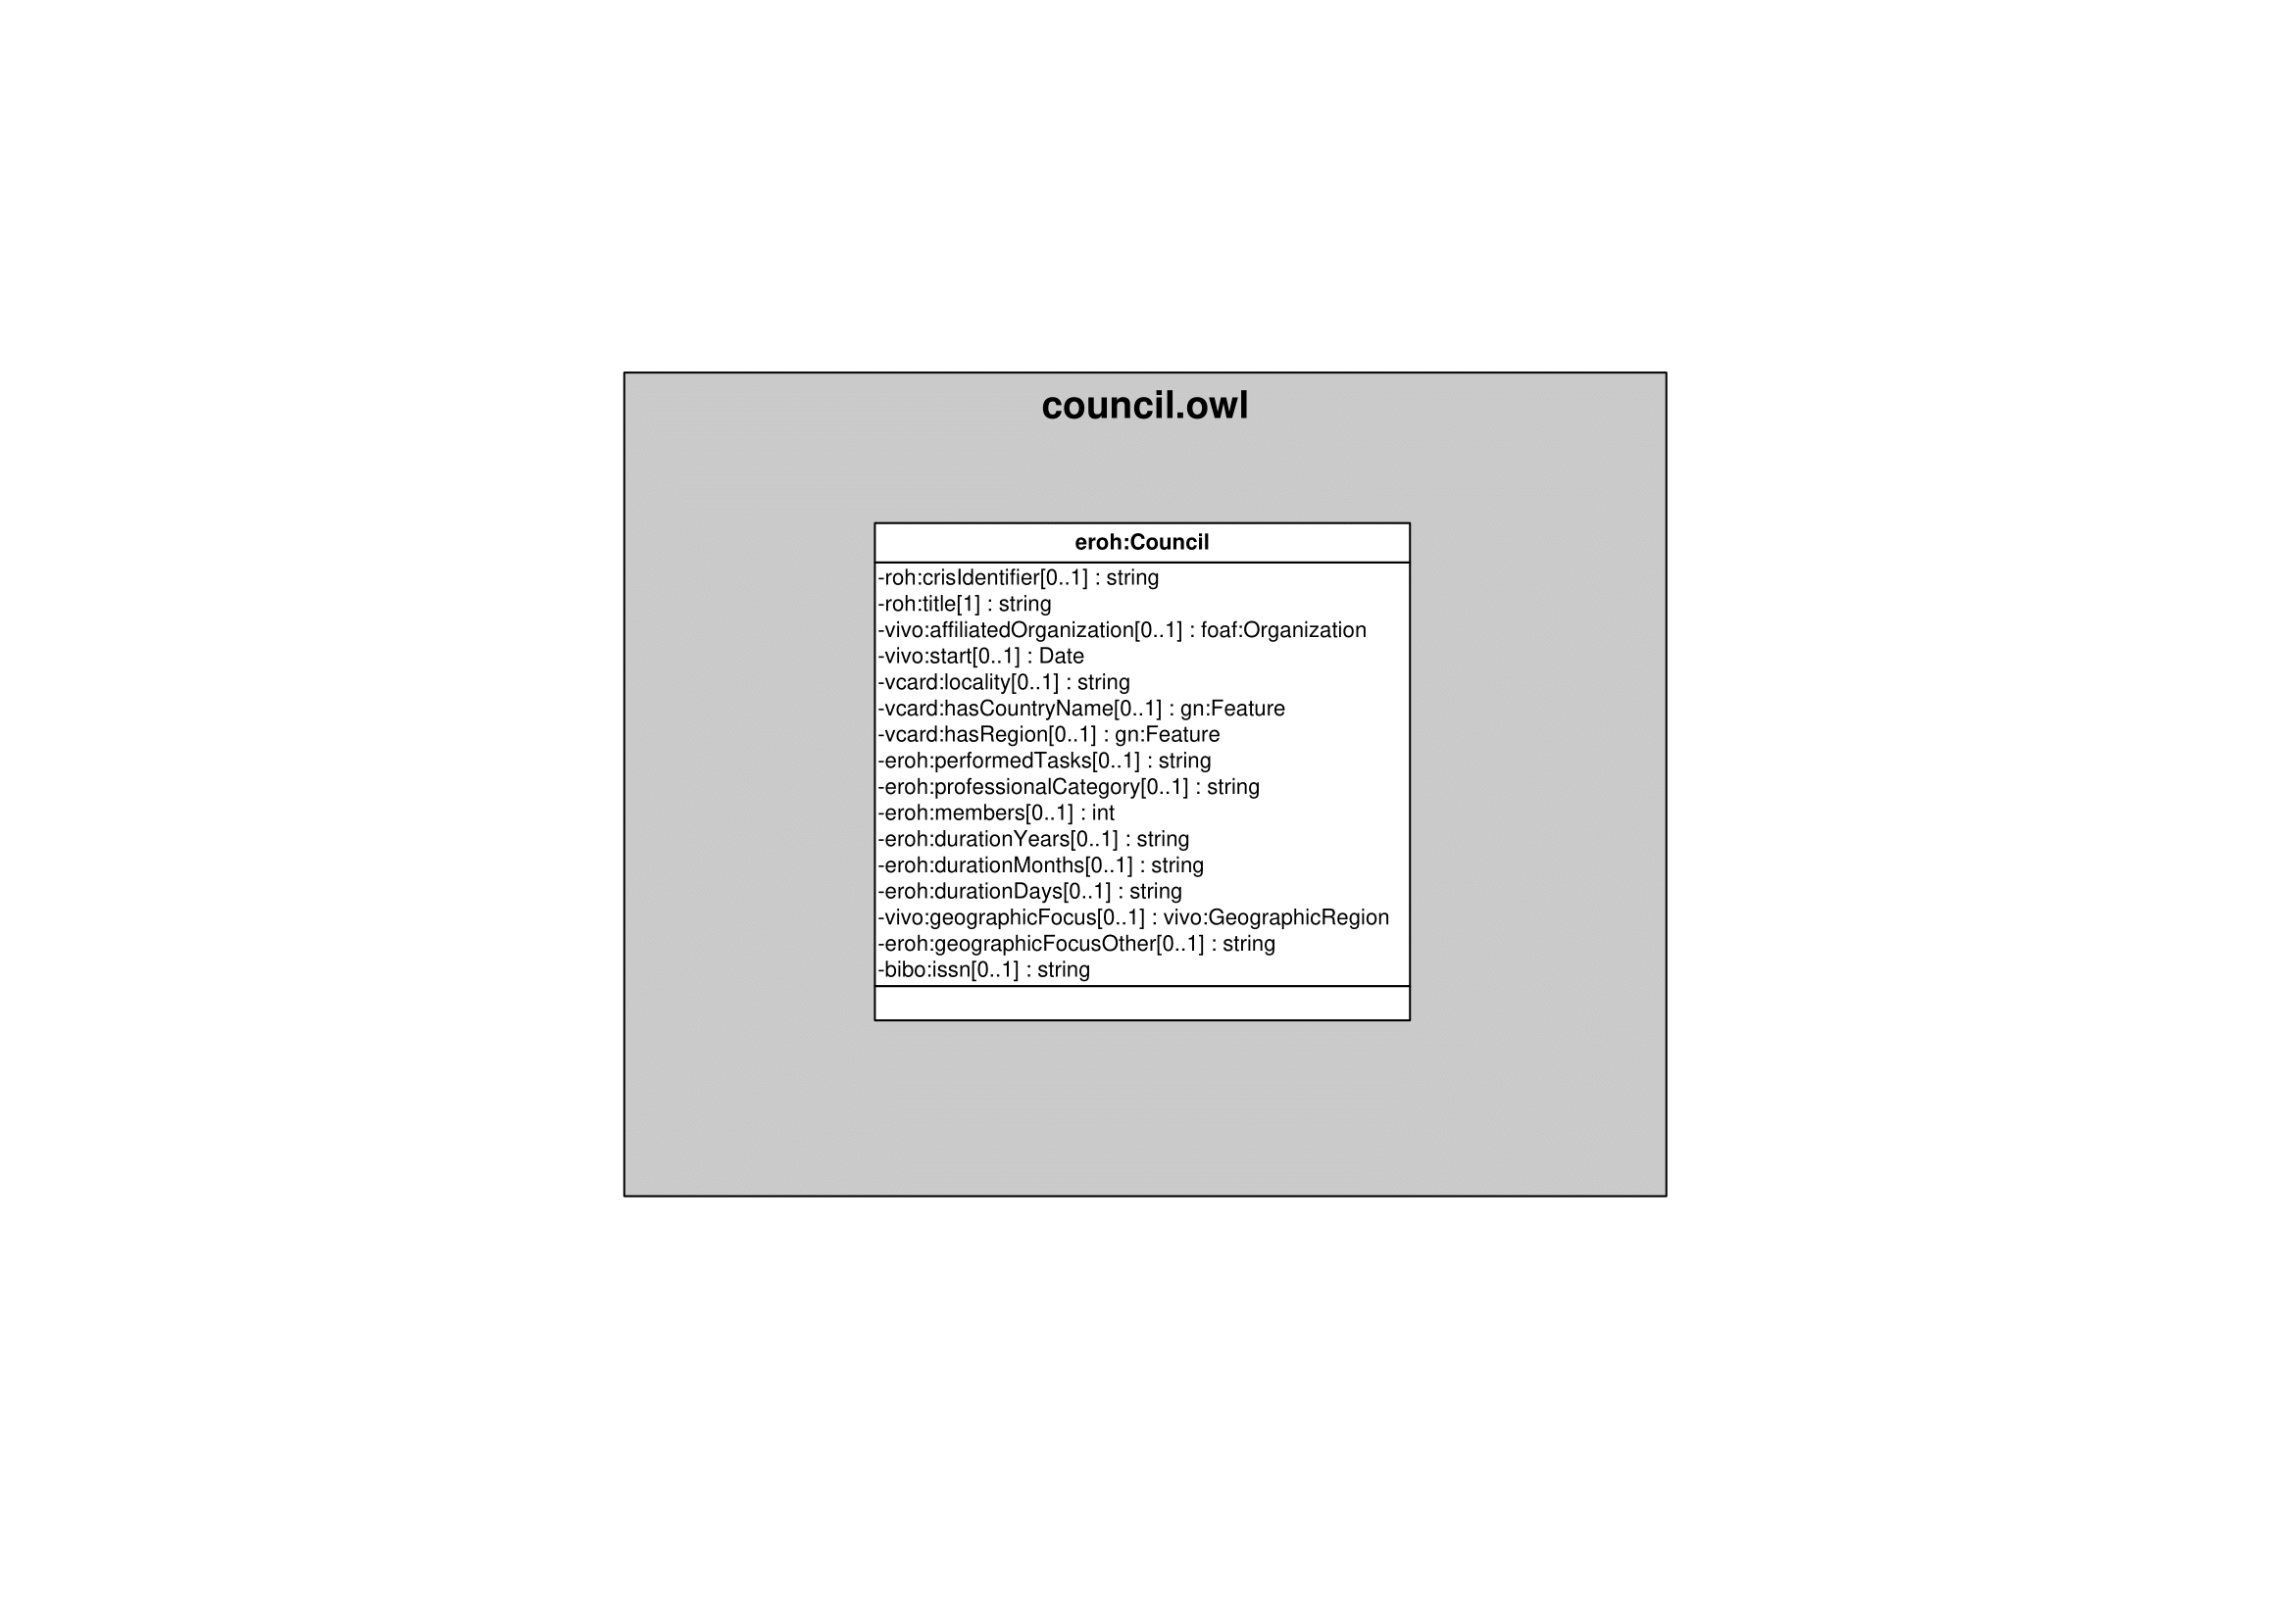 council.owl
eroh:Council
-roh:crisIdentifier[0..1] : string
-roh:title[1] : string
-vivo:affiliatedOrganization[0..1] : foaf:Organization
-vivo:start[0..1] : Date
-vcard:locality[0..1] : string
-vcard:hasCountryName[0..1] : gn:Feature
-vcard:hasRegion[0..1] : gn:Feature
-eroh:performedTasks[0..1] : string
-eroh:professionalCategory[0..1] : string
-eroh:members[0..1] : int
-eroh:durationYears[0..1] : string
-eroh:durationMonths[0..1] : string
-eroh:durationDays[0..1] : string
-vivo:geographicFocus[0..1] : vivo:GeographicRegion
-eroh:geographicFocusOther[0..1] : string
-bibo:issn[0..1] : string